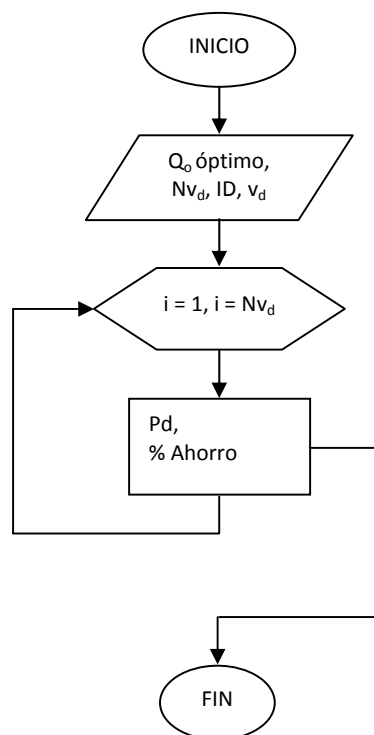 INICIO
Qₒ óptimo,
Nv_d, ID, v_d
i = 1, i = Nv_d
Pd,
% Ahorro
FIN